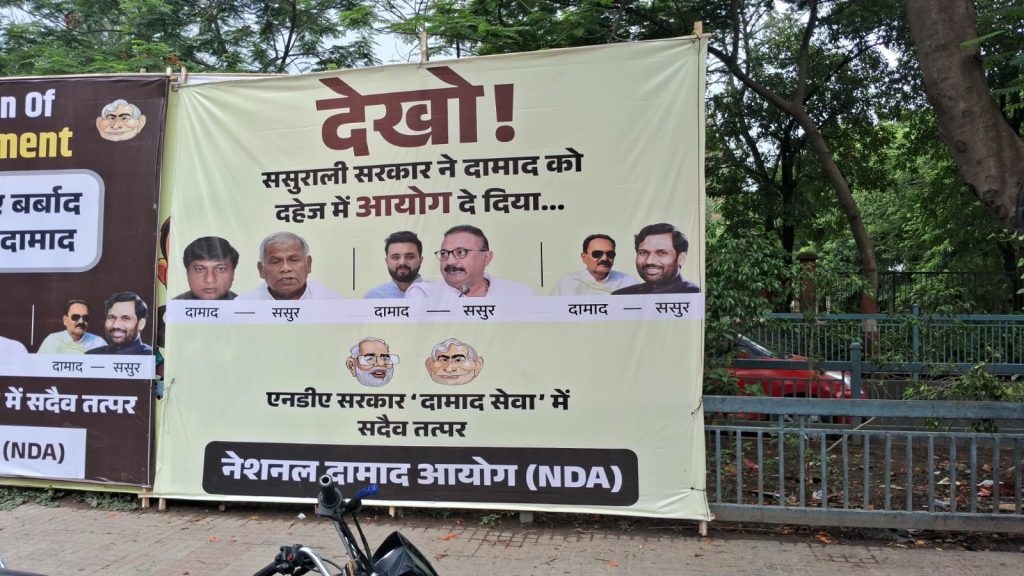 n Of
ment
र बर्बाद
दामाद
दामाद — ससुर
में सदैव तत्पर
(NDA)
देखो!
ससुराली सरकार ने दामाद को
दहेज में आयोग दे दिया...
दामाद — ससुर
दामाद — ससुर
दामाद — ससुर
एनडीए सरकार ‘दामाद सेवा’ में
सदैव तत्पर
नेशनल दामाद आयोग (NDA)